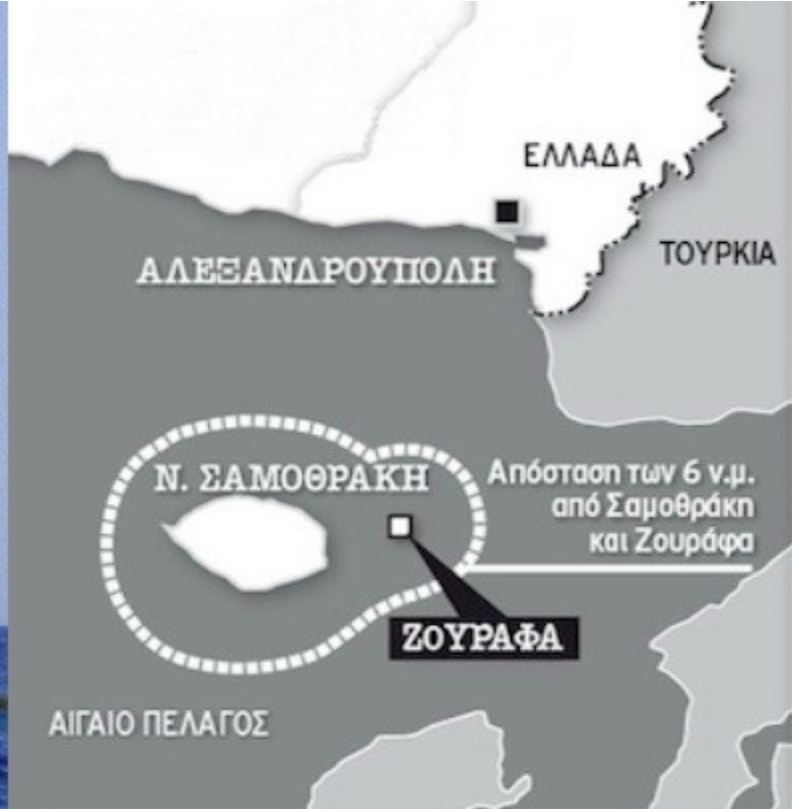 ΕΛΛΑΔΑ
ΤΟΥΡΚΙΑ
ΑΛΕΞΑΝΔΡΟΥΠΟΛΗ
Ν. ΣΑΜΟΘΡΑΚΗ
Απόσταση των 6 ν.μ.
από Σαμοθράκη
και Ζουράφα
ΖΟΥΡΑΦΑ
ΑΙΓΑΙΟ ΠΕΛΑΓΟΣ